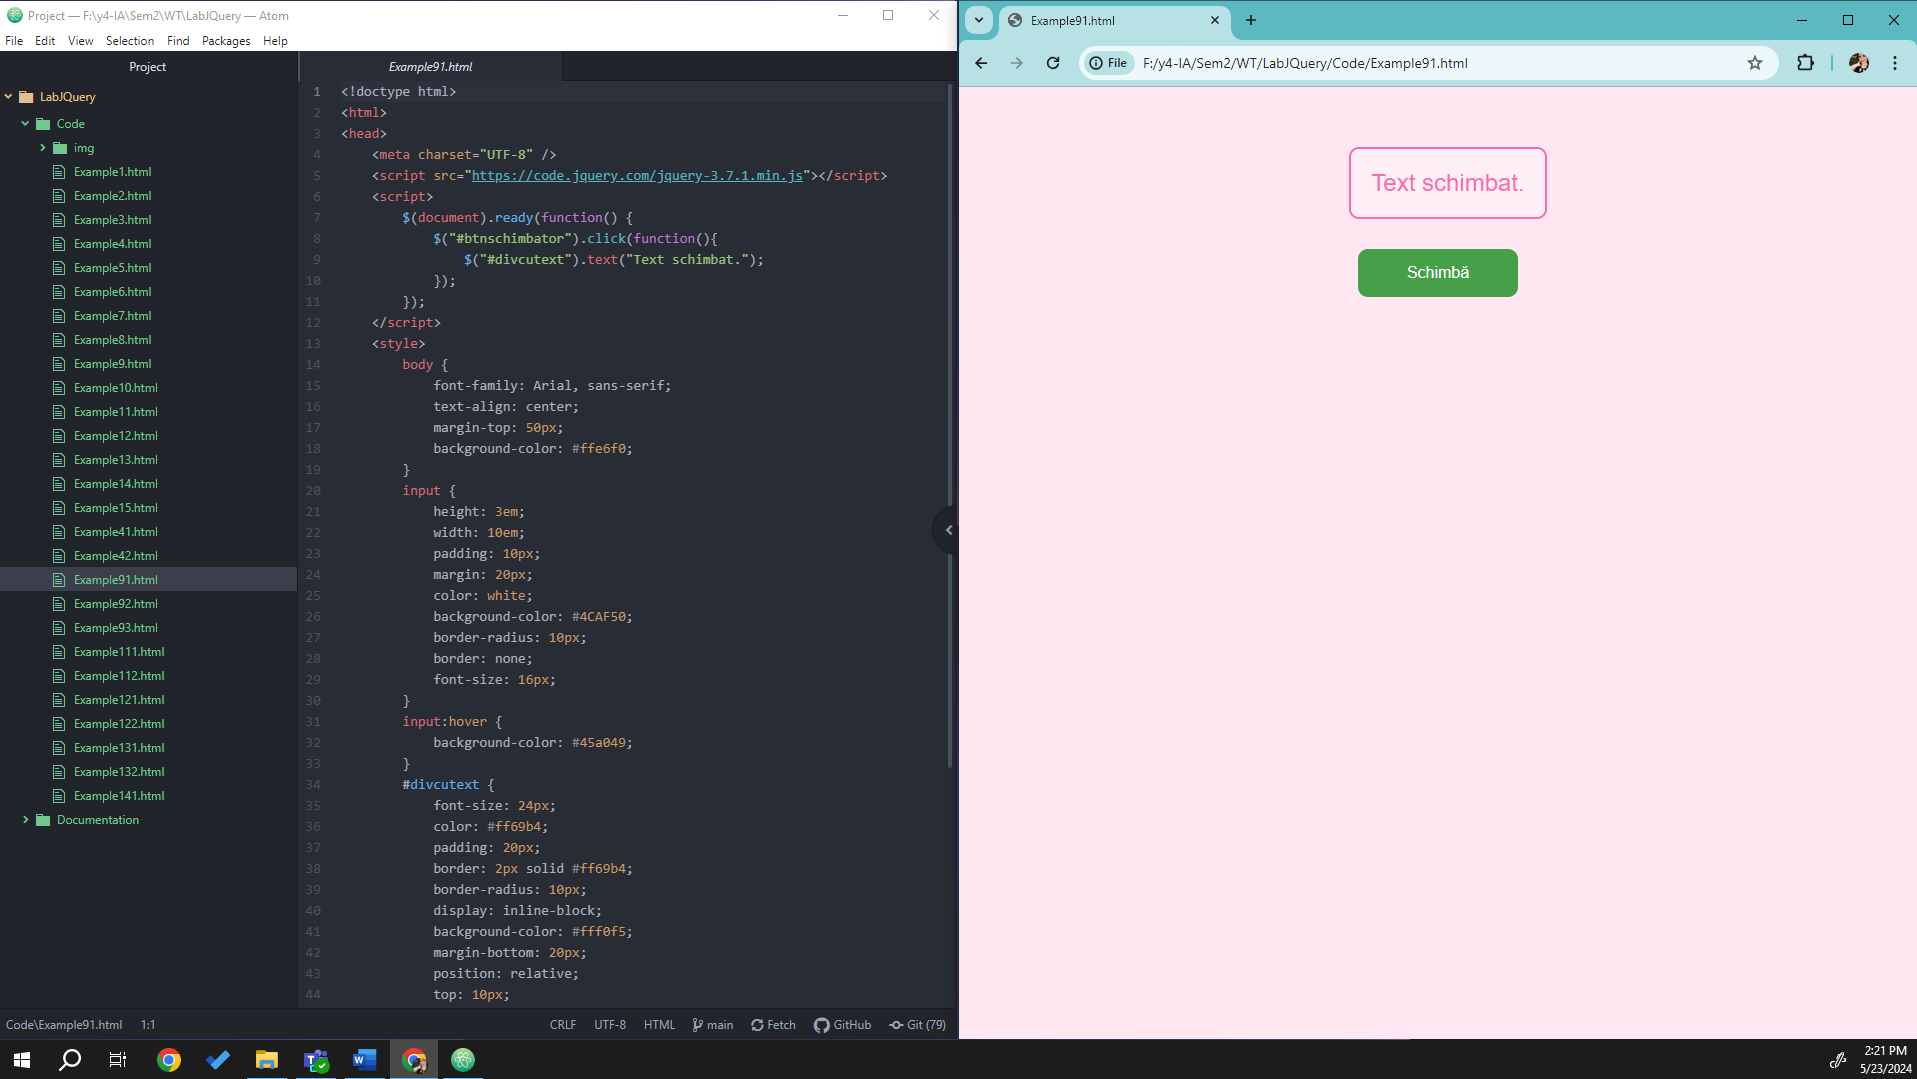 Project — F:\y4-IA\Sem2\WT\LabJQuery — Atom
File Edit View Selection Find Packages Help
Project
LabJQuery
Code
img
Example1.html
Example2.html
Example3.html
Example4.html
Example5.html
Example6.html
Example7.html
Example8.html
Example9.html
Example10.html
Example11.html
Example12.html
Example13.html
Example14.html
Example15.html
Example41.html
Example42.html
Example91.html
Example92.html
Example93.html
Example111.html
Example112.html
Example121.html
Example122.html
Example131.html
Example132.html
Example141.html
Documentation
Example91.html
1 <!doctype html>
2 <html>
3 <head>
4 <meta charset="UTF-8" />
5 <script src="https://code.jquery.com/jquery-3.7.1.min.js"></script>
6 <script>
7 $(document).ready(function() {
8 $("#btnschimbator").click(function(){
9 $("#divcutext").text("Text schimbat.");
10 });
11 });
12 </script>
13 <style>
14 body {
15 font-family: Arial, sans-serif;
16 text-align: center;
17 margin-top: 50px;
18 background-color: #ffe6f0;
19 }
20 input {
21 height: 3em;
22 width: 10em;
23 padding: 10px;
24 margin: 20px;
25 color: white;
26 background-color: #4CAF50;
27 border-radius: 10px;
28 border: none;
29 font-size: 16px;
30 }
31 input:hover {
32 background-color: #45a049;
33 }
34 #divcutext {
35 font-size: 24px;
36 color: #ff69b4;
37 padding: 20px;
38 border: 2px solid #ff69b4;
39 border-radius: 10px;
40 display: inline-block;
41 background-color: #fff0f5;
42 margin-bottom: 20px;
43 position: relative;
44 top: 10px;
Code\Example91.html 1:1 CRLF UTF-8 HTML main Fetch GitHub Git (79)
Example91.html
File F:/y4-IA/Sem2/WT/LabJQuery/Code/Example91.html
Text schimbat.
Schimbă
2:21 PM
5/23/2024